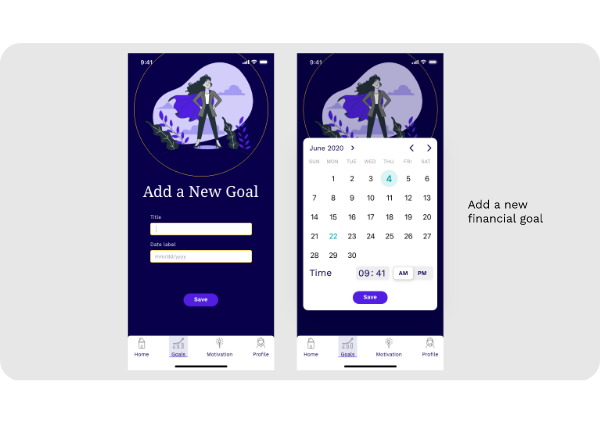 9:41
Add a New Goal
Title
Date label
mm/dd/yyy
Save
Home Goals Motivation Profile
9:41
June 2020
SUN MON TUE WED THU FRI SAT
1 2 3 4 5 6
7 8 9 10 11 12 13
14 15 16 17 18 19 20
21 22 23 24 25 26 27
28 29 30
Time 09:41 AM PM
Save
Home Goals Motivation Profile
Add a new
financial goal